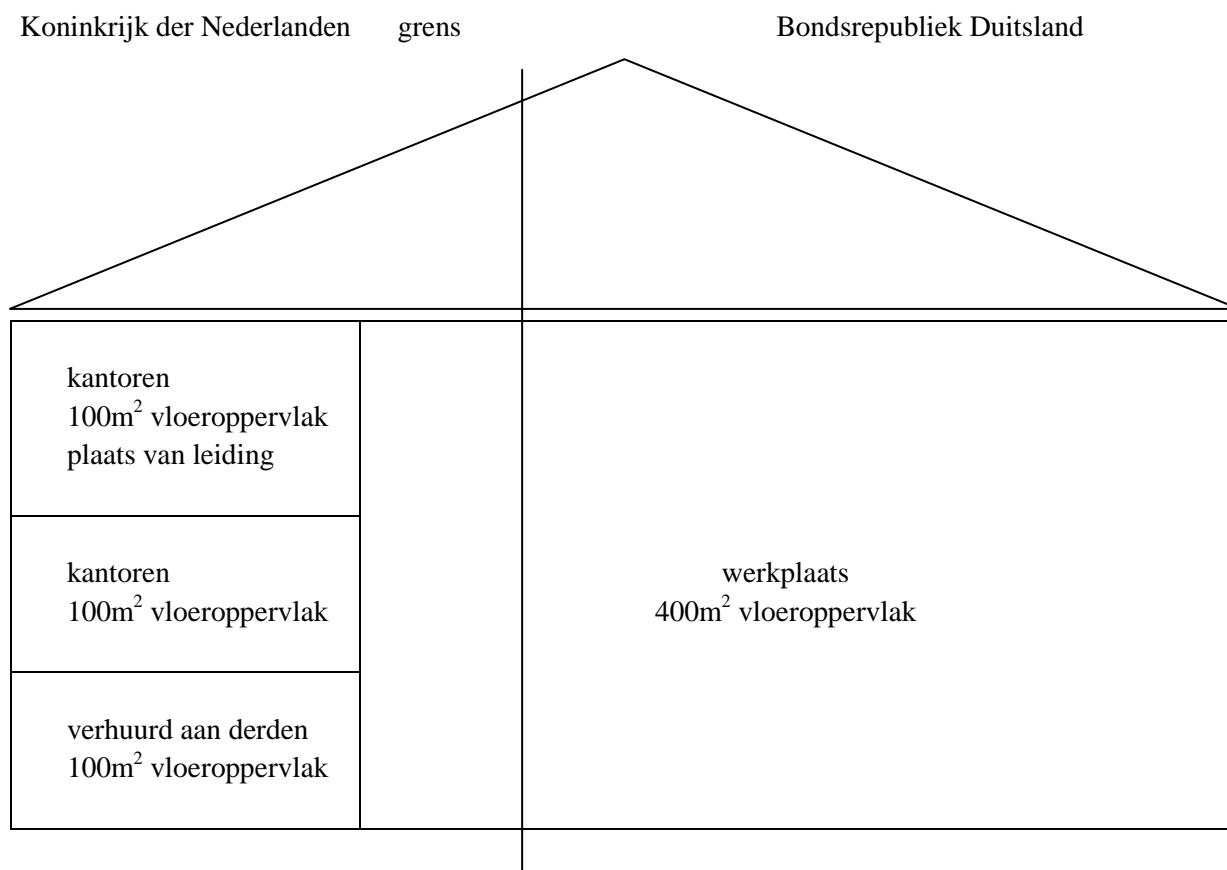 Koninkrijk der Nederlanden grens Bondsrepubliek Duitsland
kantoren
100m² vloeroppervlak
plaats van leiding
kantoren
100m² vloeroppervlak
werkplaats
400m² vloeroppervlak
verhuurd aan derden
100m² vloeroppervlak